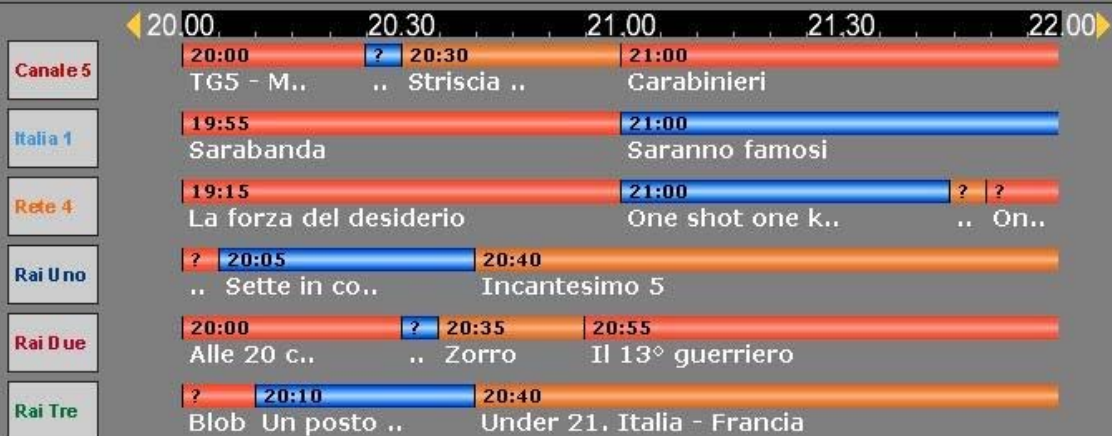 20.00 20.30 21.00 21.30 22.00
Canale 5
20:00 ? 20:30 21:00
TG5 - M.. .. Striscia .. Carabinieri
Italia 1
19:55 21:00
Sarabanda Saranno famosi
Rete 4
19:15 21:00 ? ?
La forza del desiderio One shot one k.. .. On..
Rai Uno
? 20:05 20:40
.. Sette in co.. Incantesimo 5
Rai Due
20:00 ? 20:35 20:55
Alle 20 c.. .. Zorro Il 13° guerriero
Rai Tre
? 20:10 20:40
Blob Un posto .. Under 21. Italia - Francia